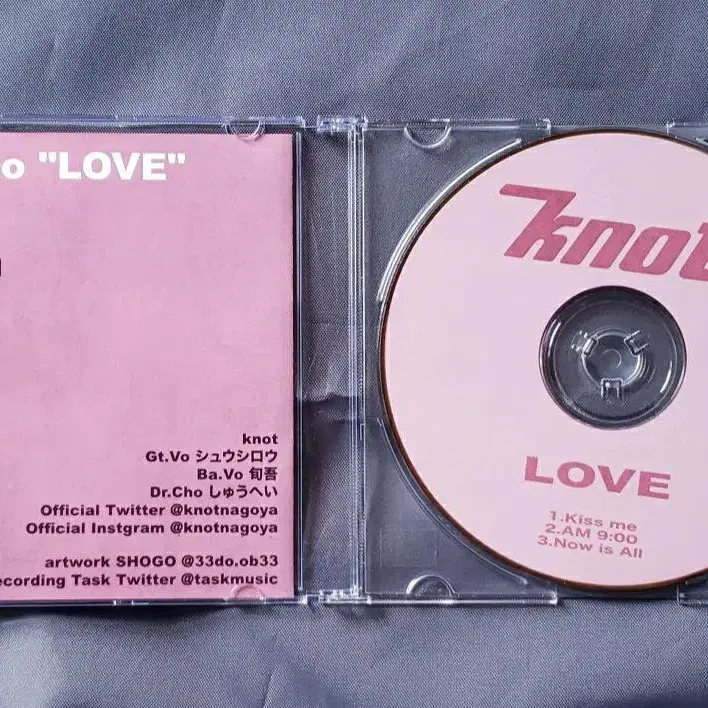 o "LOVE"
knot
Gt.Vo シュウシロウ
Ba.Vo 旬吾
Dr.Cho しゅうへい
Official Twitter @knotnagoya
Official Instgram @knotnagoya
artwork SHOGO @33do.ob33
ecording Task Twitter @taskmusic
knot
LOVE
1.Kiss me
2.AM 9:00
3.Now is All